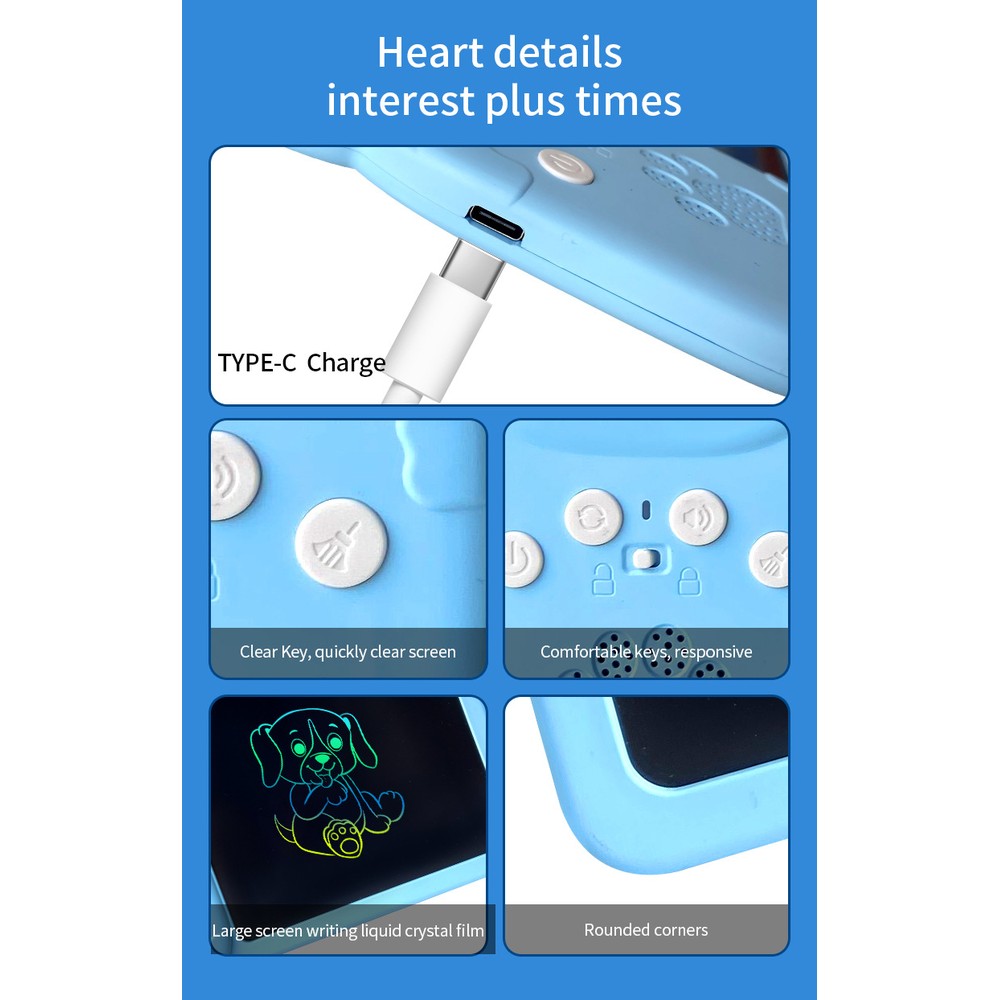 Heart details
interest plus times
TYPE-C Charge
Clear Key, quickly clear screen
Comfortable keys, responsive
Large screen writing liquid crystal film
Rounded corners